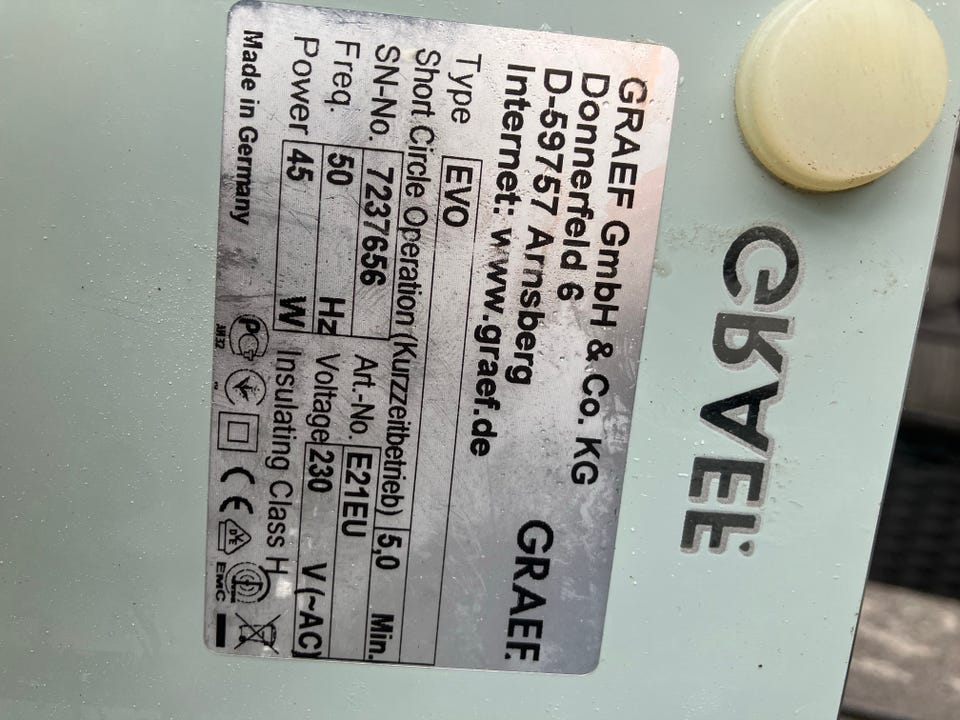 GRAEF
GRAEF GmbH & Co. KG
Donnerfeld 6
D-59757 Arnsberg
Internet: www.graef.de
GRAEF.
Type EVO
Short Circle Operation (Kurzzeitbetrieb) 5,0 Min.
SN-No. 7237656 Art.-No. E21EU
Freq. 50 Hz Voltage 230 V (~AC)
Power 45 W Insulating Class H
Made in Germany
CE
EMC